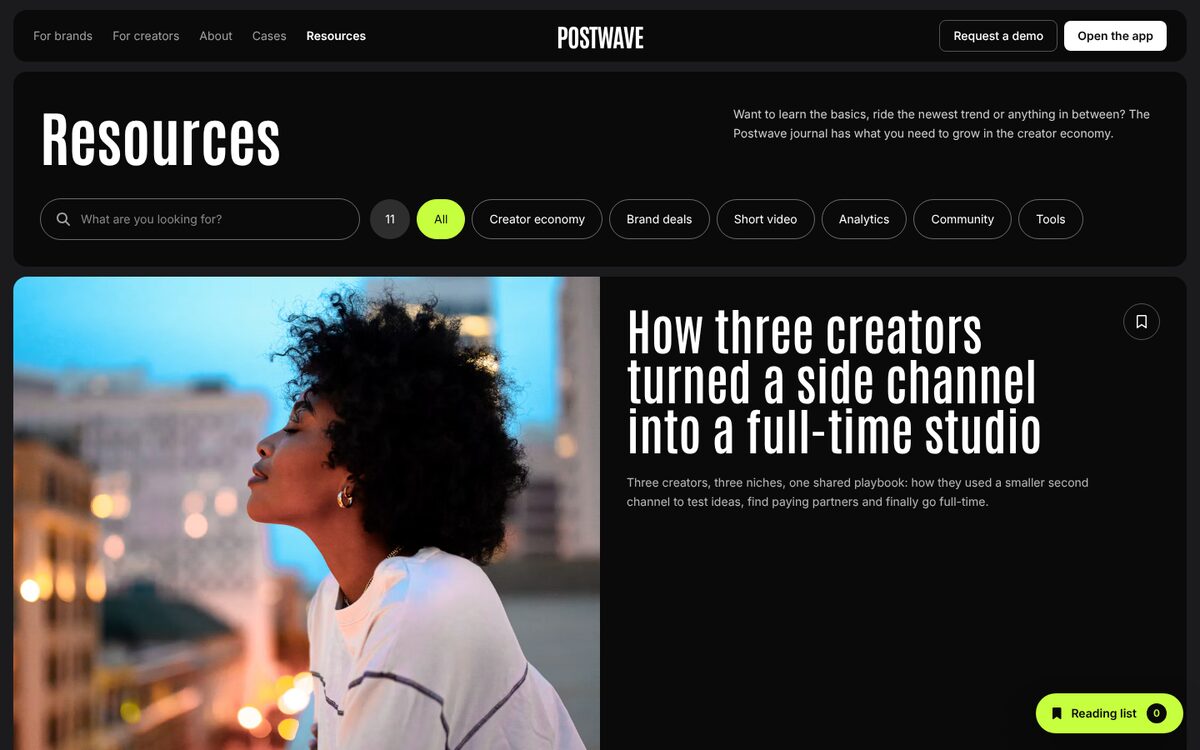 For brands For creators About Cases Resources POSTWAVE Request a demo Open the app
Resources
Want to learn the basics, ride the newest trend or anything in between? The
Postwave journal has what you need to grow in the creator economy.
What are you looking for? 11 All Creator economy Brand deals Short video Analytics Community Tools
How three creators
turned a side channel
into a full-time studio
Three creators, three niches, one shared playbook: how they used a smaller second
channel to test ideas, find paying partners and finally go full-time.
Reading list 0